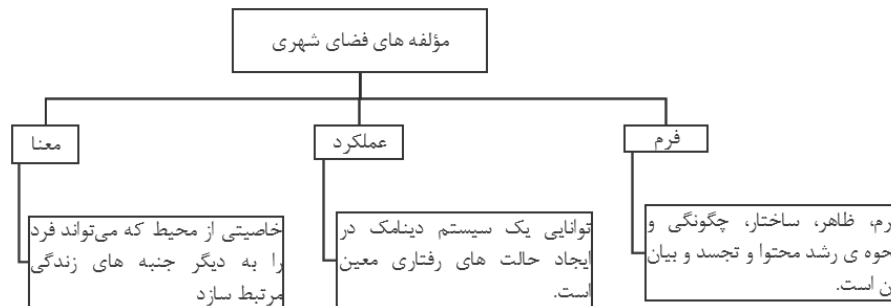 مؤلفه های فضای شهری
فرم
عملکرد
معنا
رم، ظاهر، ساختار، چگونگی و
حوه ی رشد محتوا و تجسد و بیان
ن است.
توانایی یک سیستم دینامک در
ایجاد حالت های رفتاری معین
است.
خاصیتی از محیط که می‌تواند فرد
را به دیگر جنبه های زندگی
مرتبط سازد